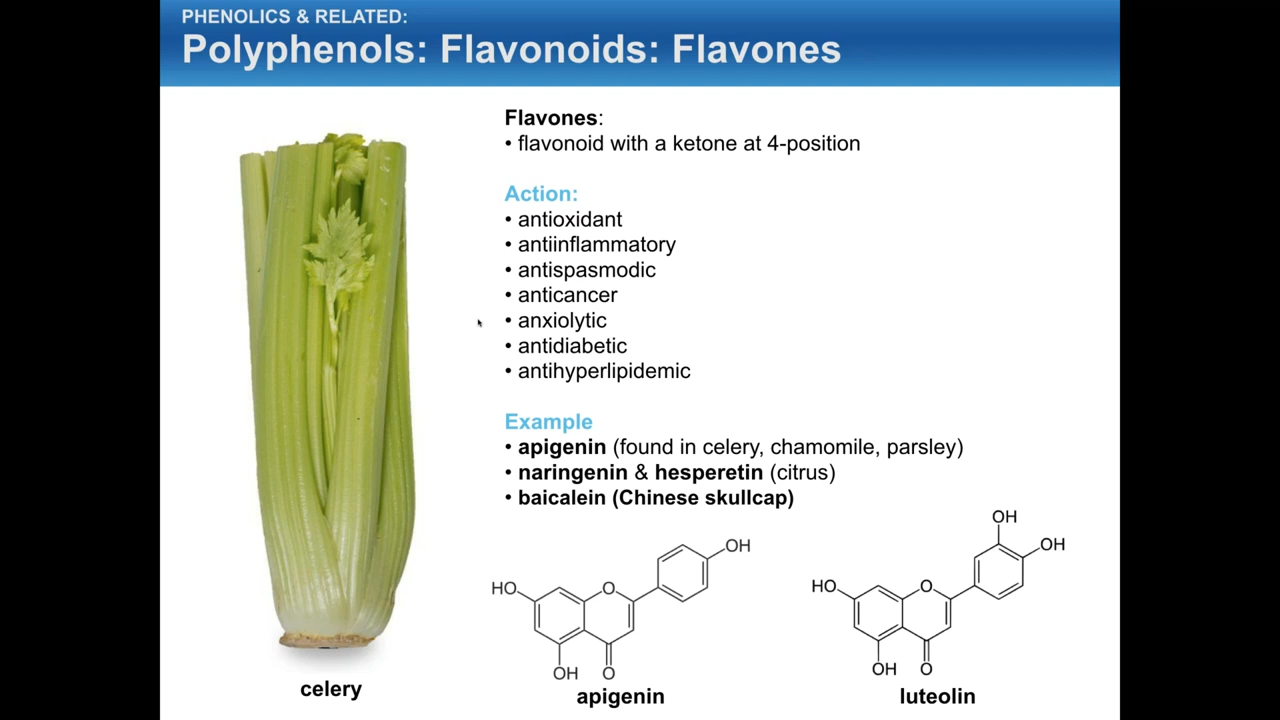 PHENOLICS & RELATED:
Polyphenols: Flavonoids: Flavones
Flavones:
• flavonoid with a ketone at 4-position
Action:
• antioxidant
• antiinflammatory
• antispasmodic
• anticancer
• anxiolytic
• antidiabetic
• antihyperlipidemic
Example
• apigenin (found in celery, chamomile, parsley)
• naringenin & hesperetin (citrus)
• baicalein (Chinese skullcap)
HO
O
OH
OH
O
HO
O
OH
OH
OH
O
celery
apigenin
luteolin